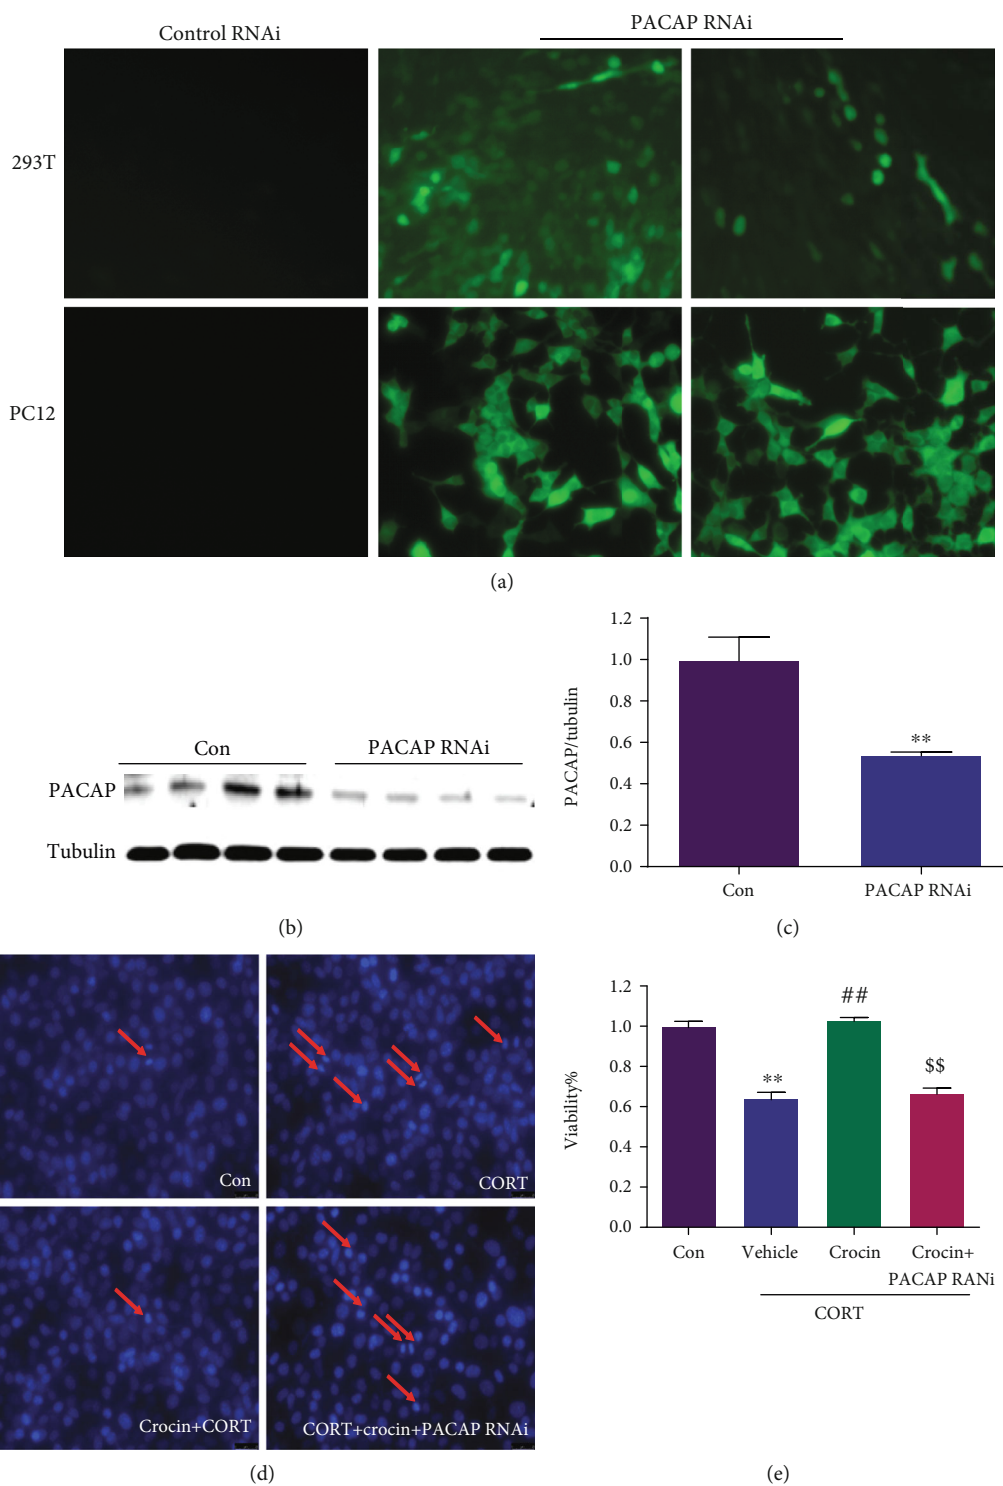 Control RNAi
PACAP RNAi
293T
PC12
(a)
Con
PACAP RNAi
PACAP
Tubulin
(b)
PACAP/tubulin
1.2
1.0
0.8
0.6
0.4
0.2
0.0
**
Con
PACAP RNAi
(c)
Con
CORT
Crocin+CORT
CORT+crocin+PACAP RNAi
(d)
Viability%
1.2
1.0
0.8
0.6
0.4
0.2
0.0
**
##
$$
Con
Vehicle
Crocin
Crocin+
PACAP RANi
CORT
(e)